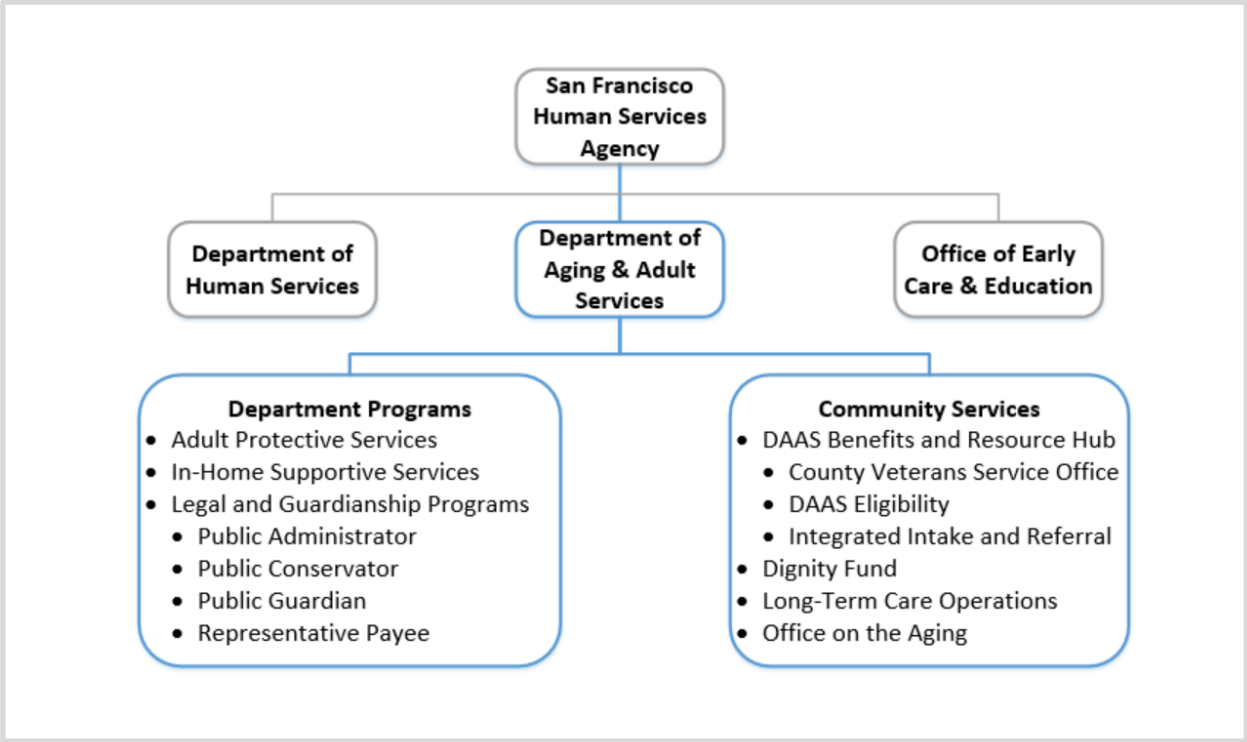 San Francisco
Human Services
Agency
Department of
Human Services
Department of
Aging & Adult
Services
Office of Early
Care & Education
Department Programs
• Adult Protective Services
• In-Home Supportive Services
• Legal and Guardianship Programs
• Public Administrator
• Public Conservator
• Public Guardian
• Representative Payee
Community Services
• DAAS Benefits and Resource Hub
• County Veterans Service Office
• DAAS Eligibility
• Integrated Intake and Referral
• Dignity Fund
• Long-Term Care Operations
• Office on the Aging